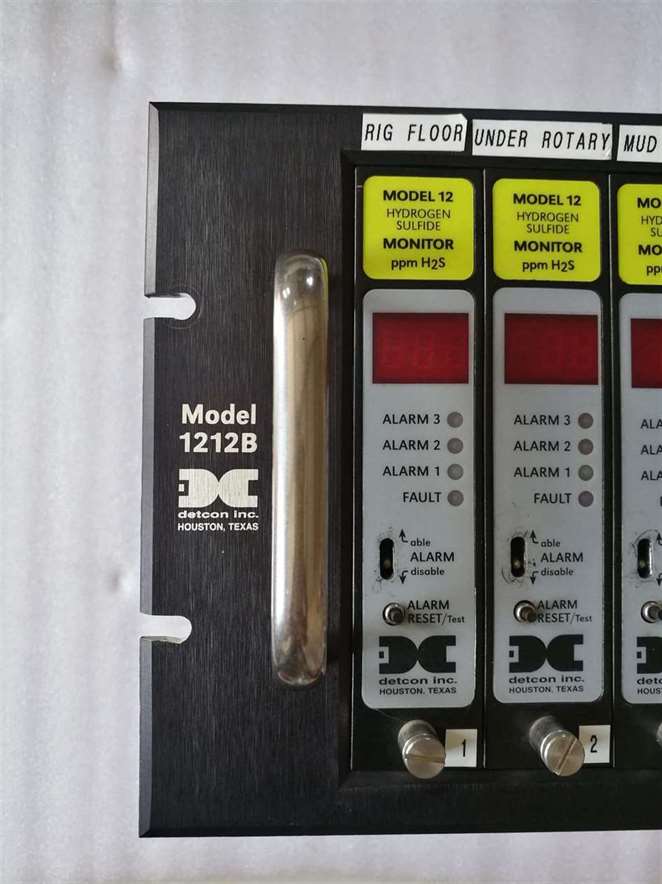 RIG FLOOR
UNDER ROTARY
MUD
Model
1212B
detcon inc.
HOUSTON, TEXAS
MODEL 12
HYDROGEN
SULFIDE
MONITOR
ppm H2S
ALARM 3
ALARM 2
ALARM 1
FAULT
able
ALARM
disable
ALARM
RESET/Test
detcon inc.
HOUSTON, TEXAS
1
MODEL 12
HYDROGEN
SULFIDE
MONITOR
ppm H2S
ALARM 3
ALARM 2
ALARM 1
FAULT
able
ALARM
disable
ALARM
RESET/Test
detcon inc.
HOUSTON, TEXAS
2